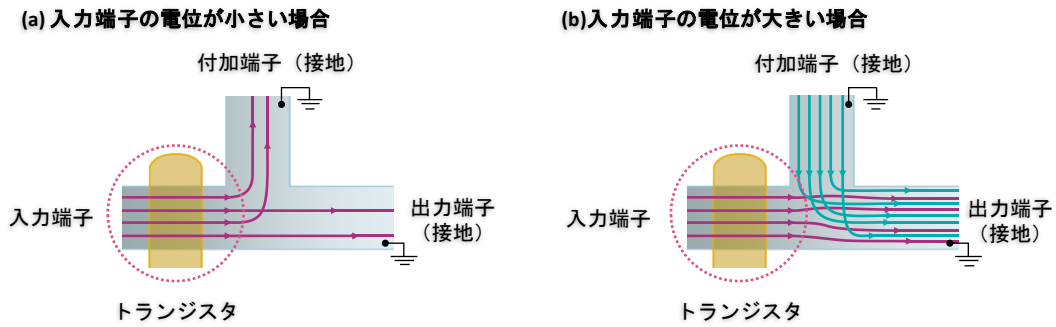 (a) 入力端子の電位が小さい場合
付加端子（接地）
入力端子
出力端子
（接地）
トランジスタ
(b)入力端子の電位が大きい場合
付加端子（接地）
入力端子
出力端子
（接地）
トランジスタ